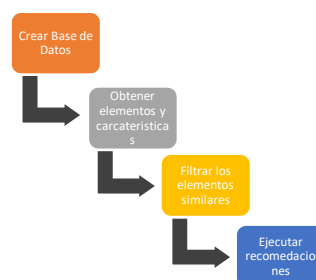 Crear Base de
Datos
Obtener
elementos y
carcateristica
s
Filtrar los
elementos
similares
Ejecutar
recomedacio
nes